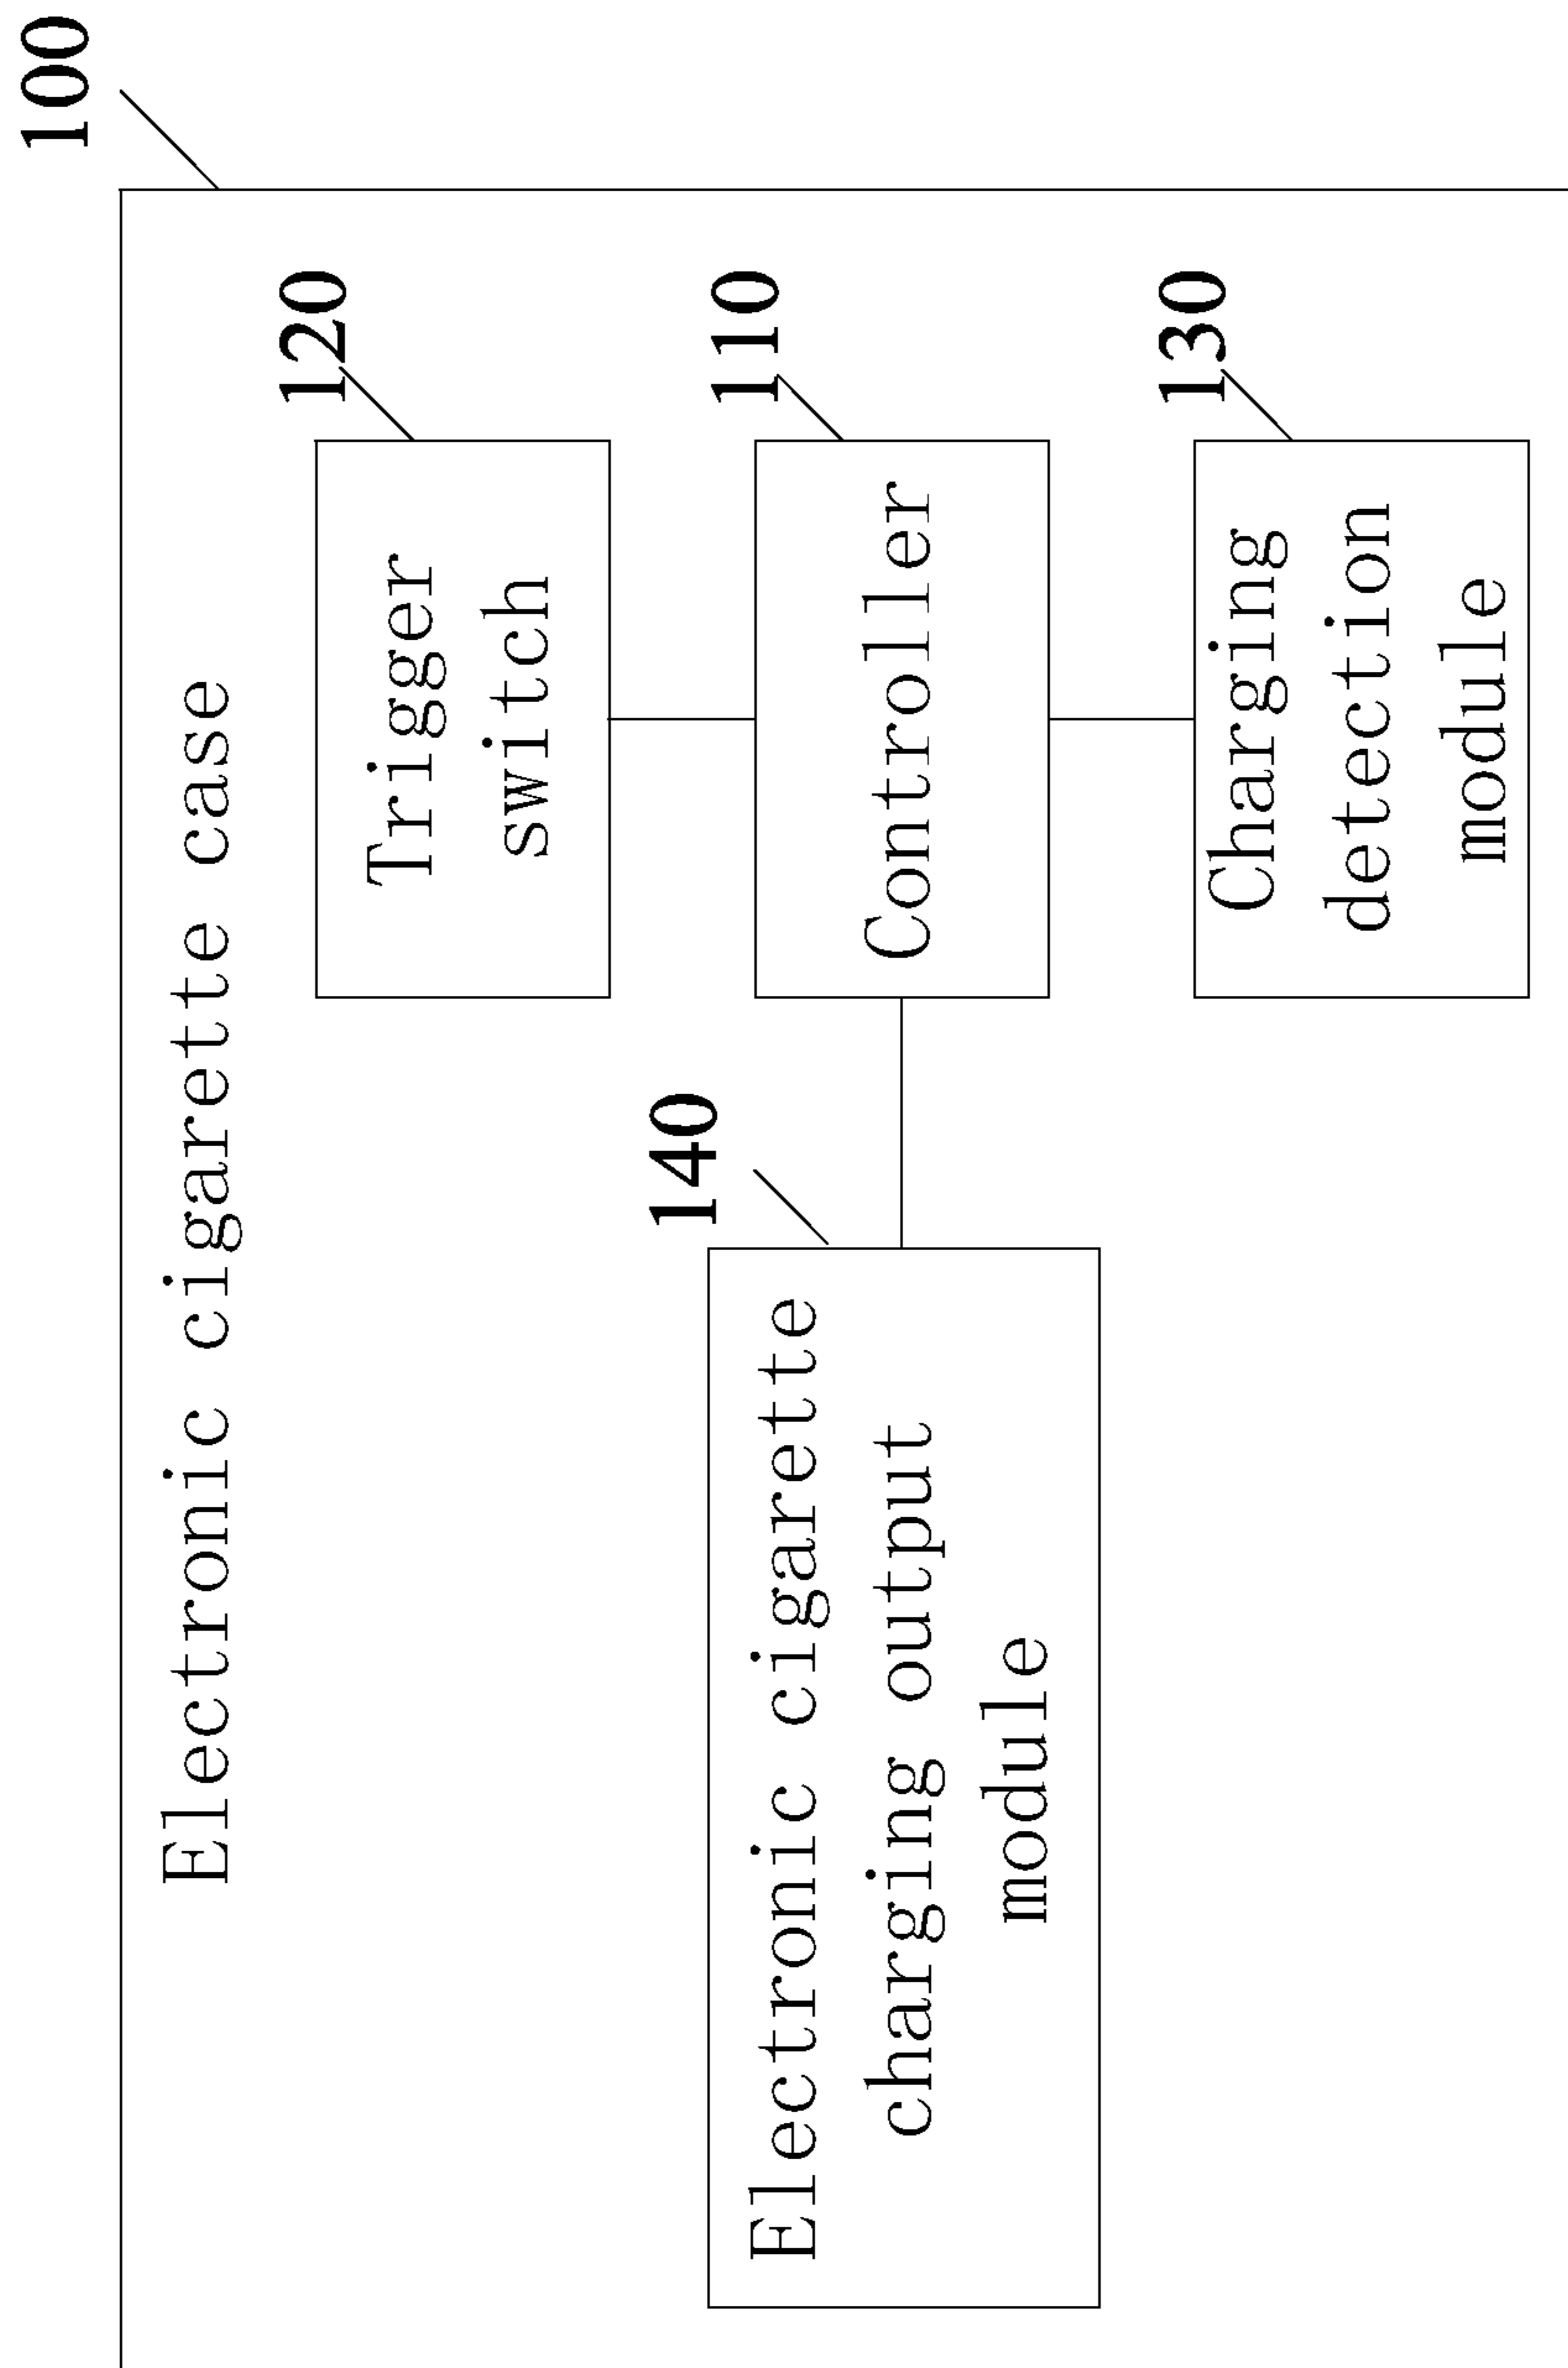 100
Electronic cigarette case
120
Trigger
switch
140
110
Electronic cigarette
charging output
module
Controller
130
Charging
detection
module